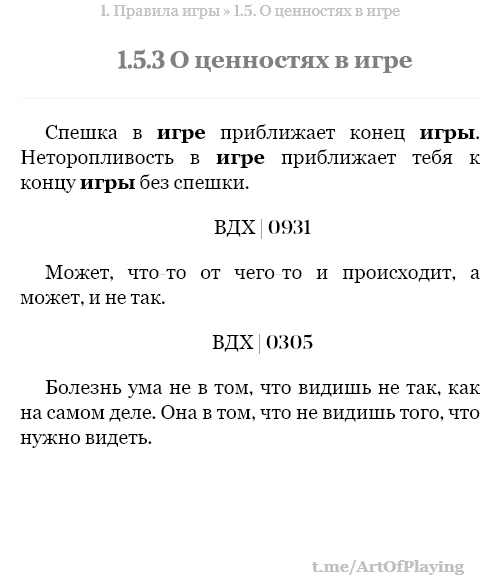 1. Правила игры » 1.5. О ценностях в игре
1.5.3 О ценностях в игре
Спешка в игре приближает конец игры.
Неторопливость в игре приближает тебя к
концу игры без спешки.
ВДХ | 0931
Может, что-то от чего-то и происходит, а
может, и не так.
ВДХ | 0305
Болезнь ума не в том, что видишь не так, как
на самом деле. Она в том, что не видишь того, что
нужно видеть.
t.me/ArtOfPlaying